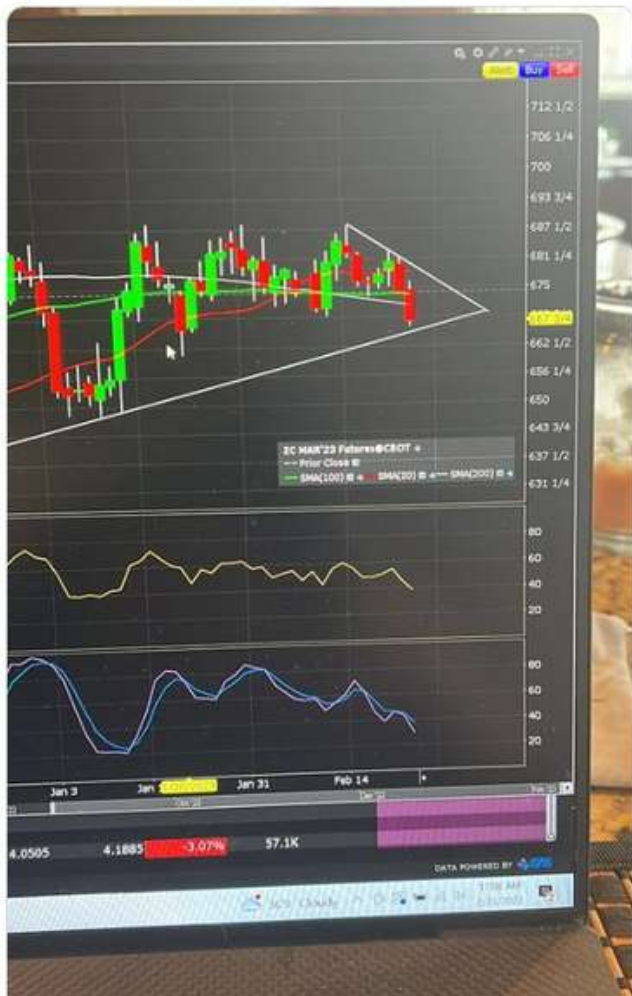 Buy Sell
712 1/2
706 1/4
700
693 3/4
687 1/2
681 1/4
675
667 3/4
662 1/2
656 1/4
650
643 3/4
637 1/2
631 1/4
ZC MAR'23 Futures@CBOT
Prior Close
SMA(100) SMA(20) SMA(200)
80
60
40
20
80
60
40
20
Jan 3 Jan Jan 31 Feb 14
4.0505 4.1885 -3.07% 57.1K
DATA POWERED BY
Cloudy